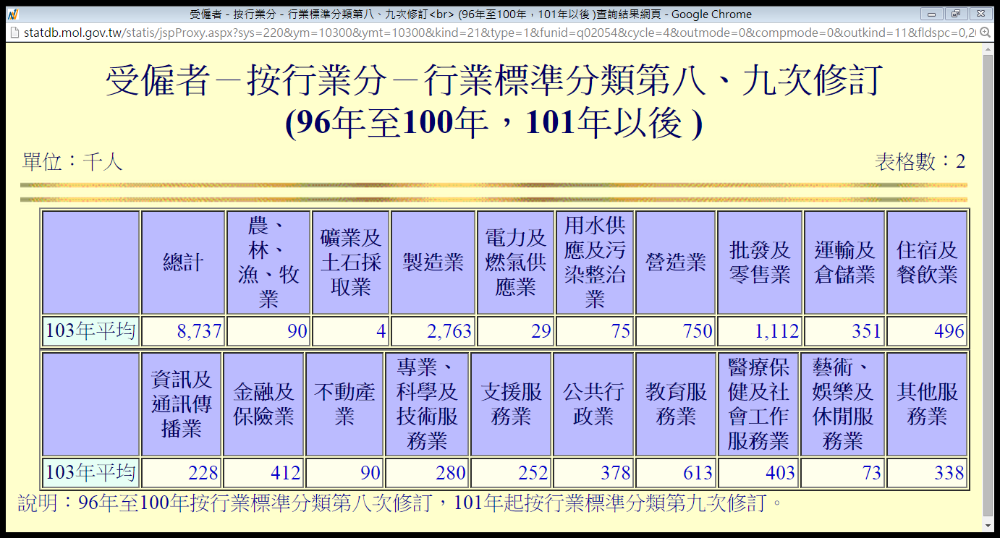 受僱者 - 按行業分 - 行業標準分類第八、九次修訂<br> (96年至100年，101年以後 )查詢結果網頁 - Google Chrome
statdb.mol.gov.tw/statis/jspProxy.aspx?sys=220&ym=10300&ymt=10300&kind=21&type=1&funid=q02054&cycle=4&outmode=0&compmode=0&outkind=11&fldspc=0,20
受僱者－按行業分－行業標準分類第八、九次修訂
(96年至100年，101年以後 )
單位：千人 表格數：2
總計 農、林、漁、牧業 礦業及土石採取業 製造業 電力及燃氣供應業 用水供應及污染整治業 營造業 批發及零售業 運輸及倉儲業 住宿及餐飲業
103年平均 8,737 90 4 2,763 29 75 750 1,112 351 496
資訊及通訊傳播業 金融及保險業 不動產業 專業、科學及技術服務業 支援服務業 公共行政業 教育服務業 醫療保健及社會工作服務業 藝術、娛樂及休閒服務業 其他服務業
103年平均 228 412 90 280 252 378 613 403 73 338
說明：96年至100年按行業標準分類第八次修訂，101年起按行業標準分類第九次修訂。